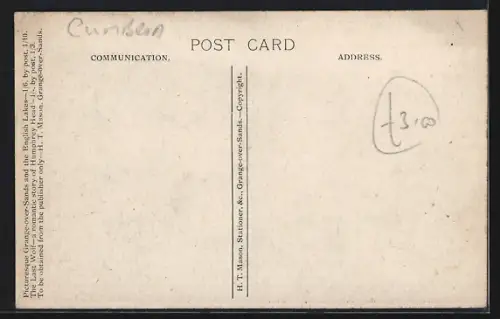 Cumbria
POST CARD
COMMUNICATION.
ADDRESS.
£3.00
Picturesque Grange-over-Sands and the English Lakes—1/6, by post, 1/10.
The Last Wolf—a romantic story of Humphrey Head—1/-, by post, 1/3.
To be obtained from the publisher only—H. T. Mason, Grange-over-Sands.
H. T. Mason, Stationer, &c., Grange-over-Sands.—Copyright.